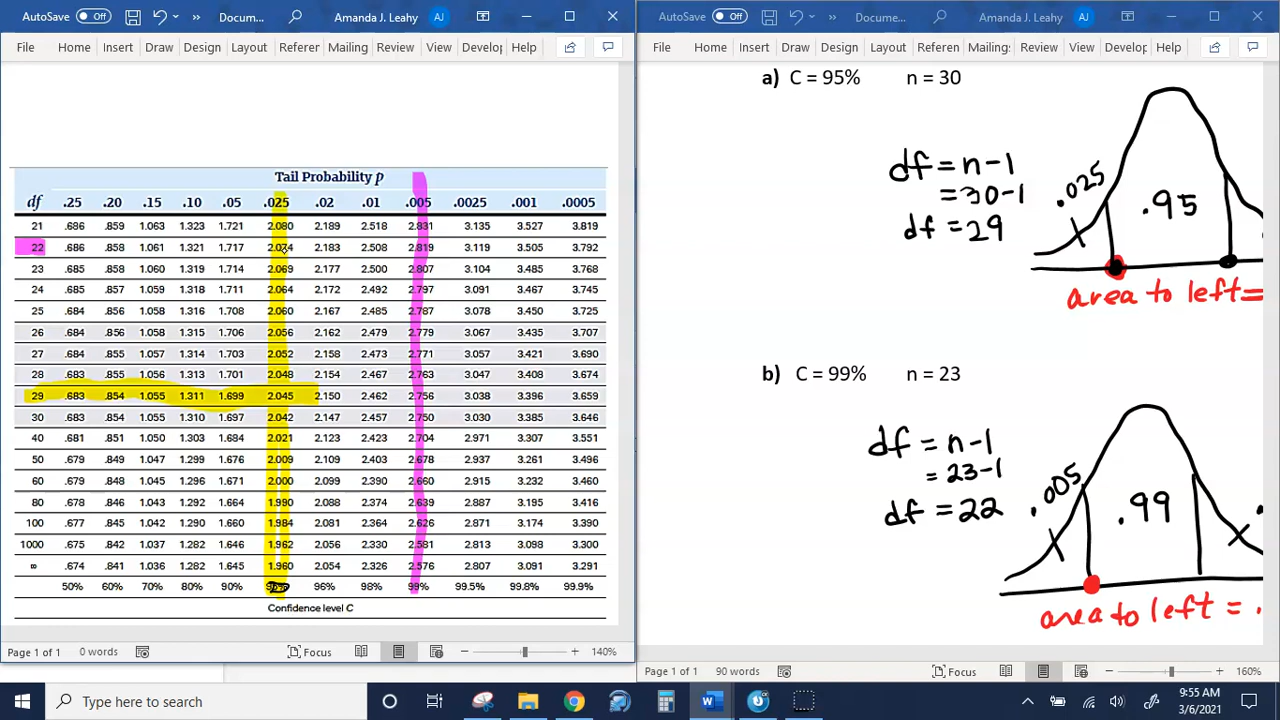 AutoSave Off Docum... Amanda J. Leahy AJ
File Home Insert Draw Design Layout Referer Mailing Review View Develop Help
Tail Probability p
df .25 .20 .15 .10 .05 .025 .02 .01 .005 .0025 .001 .0005
21 .686 .859 1.063 1.323 1.721 2.080 2.189 2.518 2.831 3.135 3.527 3.819
22 .686 .858 1.061 1.321 1.717 2.074 2.183 2.508 2.819 3.119 3.505 3.792
23 .685 .858 1.060 1.319 1.714 2.069 2.177 2.500 2.807 3.104 3.485 3.768
24 .685 .857 1.059 1.318 1.711 2.064 2.172 2.492 2.797 3.091 3.467 3.745
25 .684 .856 1.058 1.316 1.708 2.060 2.167 2.485 2.787 3.078 3.450 3.725
26 .684 .856 1.058 1.315 1.706 2.056 2.162 2.479 2.779 3.067 3.435 3.707
27 .684 .855 1.057 1.314 1.703 2.052 2.158 2.473 2.771 3.057 3.421 3.690
28 .683 .855 1.056 1.313 1.701 2.048 2.154 2.467 2.763 3.047 3.408 3.674
29 .683 .854 1.055 1.311 1.699 2.045 2.150 2.462 2.756 3.038 3.396 3.659
30 .683 .854 1.055 1.310 1.697 2.042 2.147 2.457 2.750 3.030 3.385 3.646
40 .681 .851 1.050 1.303 1.684 2.021 2.123 2.423 2.704 2.971 3.307 3.551
50 .679 .849 1.047 1.299 1.676 2.009 2.109 2.403 2.678 2.937 3.261 3.496
60 .679 .848 1.045 1.296 1.671 2.000 2.099 2.390 2.660 2.915 3.232 3.460
80 .678 .846 1.043 1.292 1.664 1.990 2.088 2.374 2.639 2.887 3.195 3.416
100 .677 .845 1.042 1.290 1.660 1.984 2.081 2.364 2.626 2.871 3.174 3.390
1000 .675 .842 1.037 1.282 1.646 1.962 2.056 2.330 2.581 2.813 3.098 3.300
∞ .674 .841 1.036 1.282 1.645 1.960 2.054 2.326 2.576 2.807 3.091 3.291
50% 60% 70% 80% 90% 96% 98% 99% 99.5% 99.8% 99.9%
Confidence level C
Page 1 of 1 0 words Focus 140%
AutoSave Off Docume... Amanda J. Leahy AJ
File Home Insert Draw Design Layout Referen Mailings Review View Develop Help
a) C = 95% n = 30
df = n-1
= 30-1
df = 29
.025
.95
area to left=
b) C = 99% n = 23
df = n-1
= 23-1
df = 22
.005
.99
area to left = .
Page 1 of 1 90 words Focus 160%
Type here to search
9:55 AM
3/6/2021